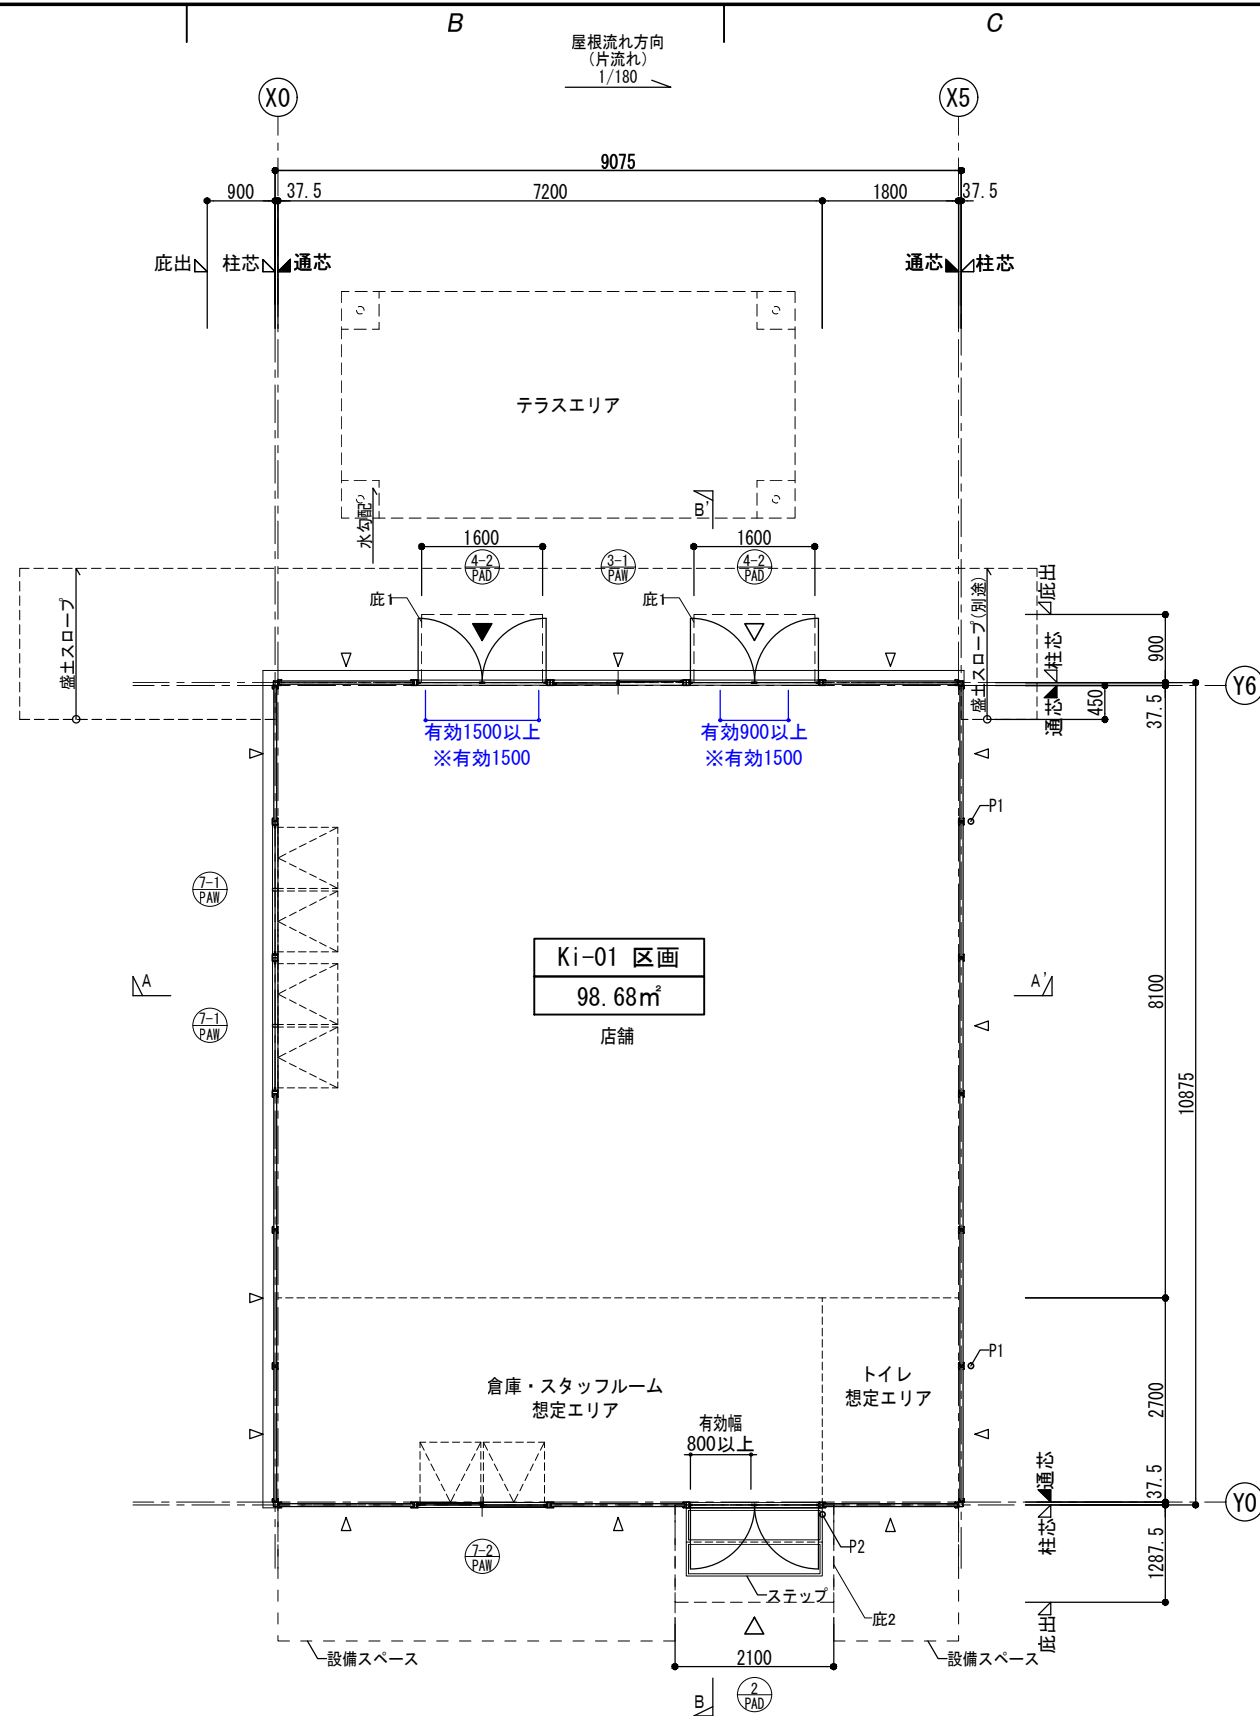 B
C
屋根流れ方向
(片流れ)
1/180
X0
X5
9075
900
37.5
7200
1800
37.5
庇出
柱芯
通芯
通芯
柱芯
テラスエリア
水勾配
B'
1600
1600
4-2
PAD
3-1
PAW
4-2
PAD
庇1
庇1
盛土スロープ
盛土スロープ(別途)
庇出
柱芯
通芯
900
37.5
450
Y6
有効1500以上
※有効1500
有効900以上
※有効1500
P1
7-1
PAW
7-1
PAW
A
A'
Ki-01 区画
98.68㎡
店舗
8100
10875
P1
倉庫・スタッフルーム
想定エリア
トイレ
想定エリア
有効幅
800以上
2700
通芯
37.5
Y0
柱芯
1287.5
庇出
7-2
PAW
P2
ステップ
庇2
設備スペース
設備スペース
2100
B
2
PAD